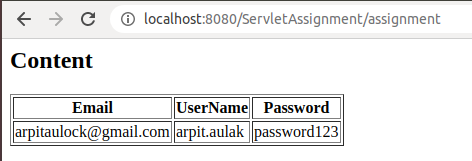 localhost:8080/ServletAssignment/assignment
Content
Email UserName Password
arpitaulock@gmail.com arpit.aulak password123